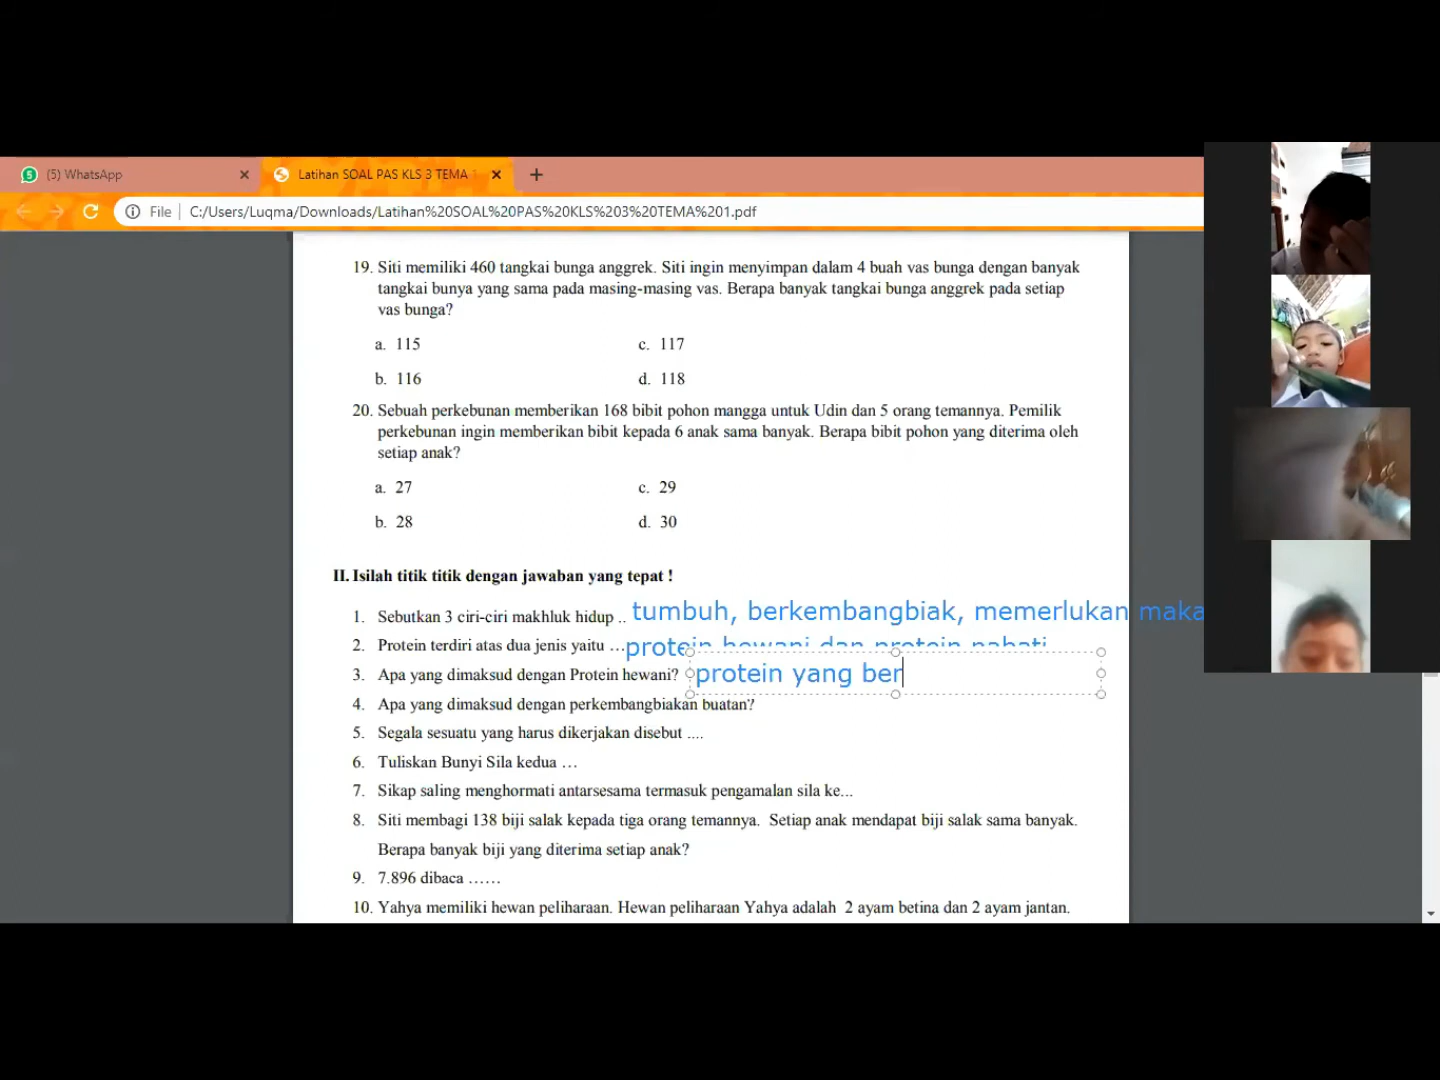 (5) WhatsApp
Latihan SOAL PAS KLS 3 TEMA
File
C:/Users/Luqma/Downloads/Latihan%20SOAL%20PAS%20KLS%203%20TEMA%201.pdf
19. Siti memiliki 460 tangkai bunga anggrek. Siti ingin menyimpan dalam 4 buah vas bunga dengan banyak
tangkai bunya yang sama pada masing-masing vas. Berapa banyak tangkai bunga anggrek pada setiap
vas bunga?
a. 115 c. 117
b. 116 d. 118
20. Sebuah perkebunan memberikan 168 bibit pohon mangga untuk Udin dan 5 orang temannya. Pemilik
perkebunan ingin memberikan bibit kepada 6 anak sama banyak. Berapa bibit pohon yang diterima oleh
setiap anak?
a. 27 c. 29
b. 28 d. 30
II. Isilah titik titik dengan jawaban yang tepat !
1. Sebutkan 3 ciri-ciri makhluk hidup .. tumbuh, berkembangbiak, memerlukan maka
2. Protein terdiri atas dua jenis yaitu … protein hewani dan protein nabati
3. Apa yang dimaksud dengan Protein hewani? protein yang ber
4. Apa yang dimaksud dengan perkembangbiakan buatan?
5. Segala sesuatu yang harus dikerjakan disebut ....
6. Tuliskan Bunyi Sila kedua …
7. Sikap saling menghormati antarsesama termasuk pengamalan sila ke...
8. Siti membagi 138 biji salak kepada tiga orang temannya. Setiap anak mendapat biji salak sama banyak.
Berapa banyak biji yang diterima setiap anak?
9. 7.896 dibaca ……
10. Yahya memiliki hewan peliharaan. Hewan peliharaan Yahya adalah 2 ayam betina dan 2 ayam jantan.